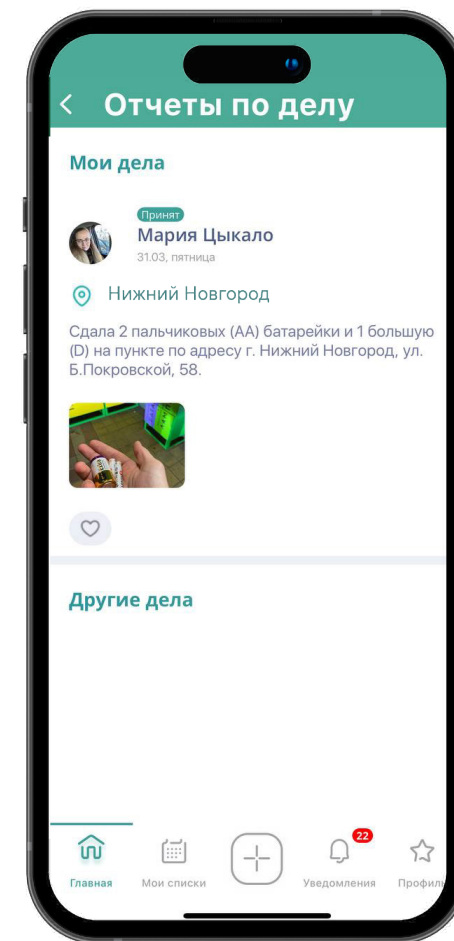 Отчеты по делу
Мои дела
Принят
Мария Цыкало
31.03, пятница
Нижний Новгород
Сдала 2 пальчиковых (АА) батарейки и 1 большую
(D) на пункте по адресу г. Нижний Новгород, ул.
Б.Покровской, 58.
Другие дела
22
Главная
Мои списки
Уведомления
Профиль